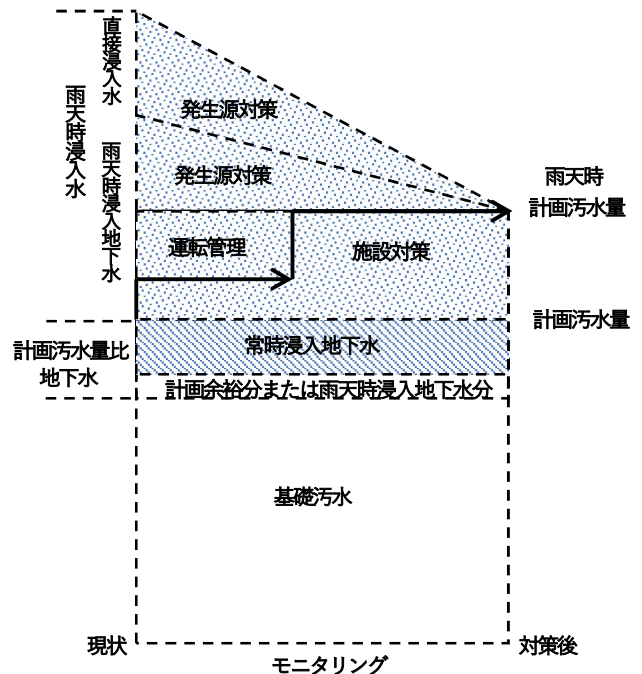 直接浸入水
雨天時浸入水
雨天時浸入地下水
発生源対策
発生源対策
雨天時
計画汚水量
運転管理
施設対策
計画汚水量
常時浸入地下水
計画汚水量比
地下水
計画余裕分または雨天時浸入地下水分
基礎汚水
現状
対策後
モニタリング